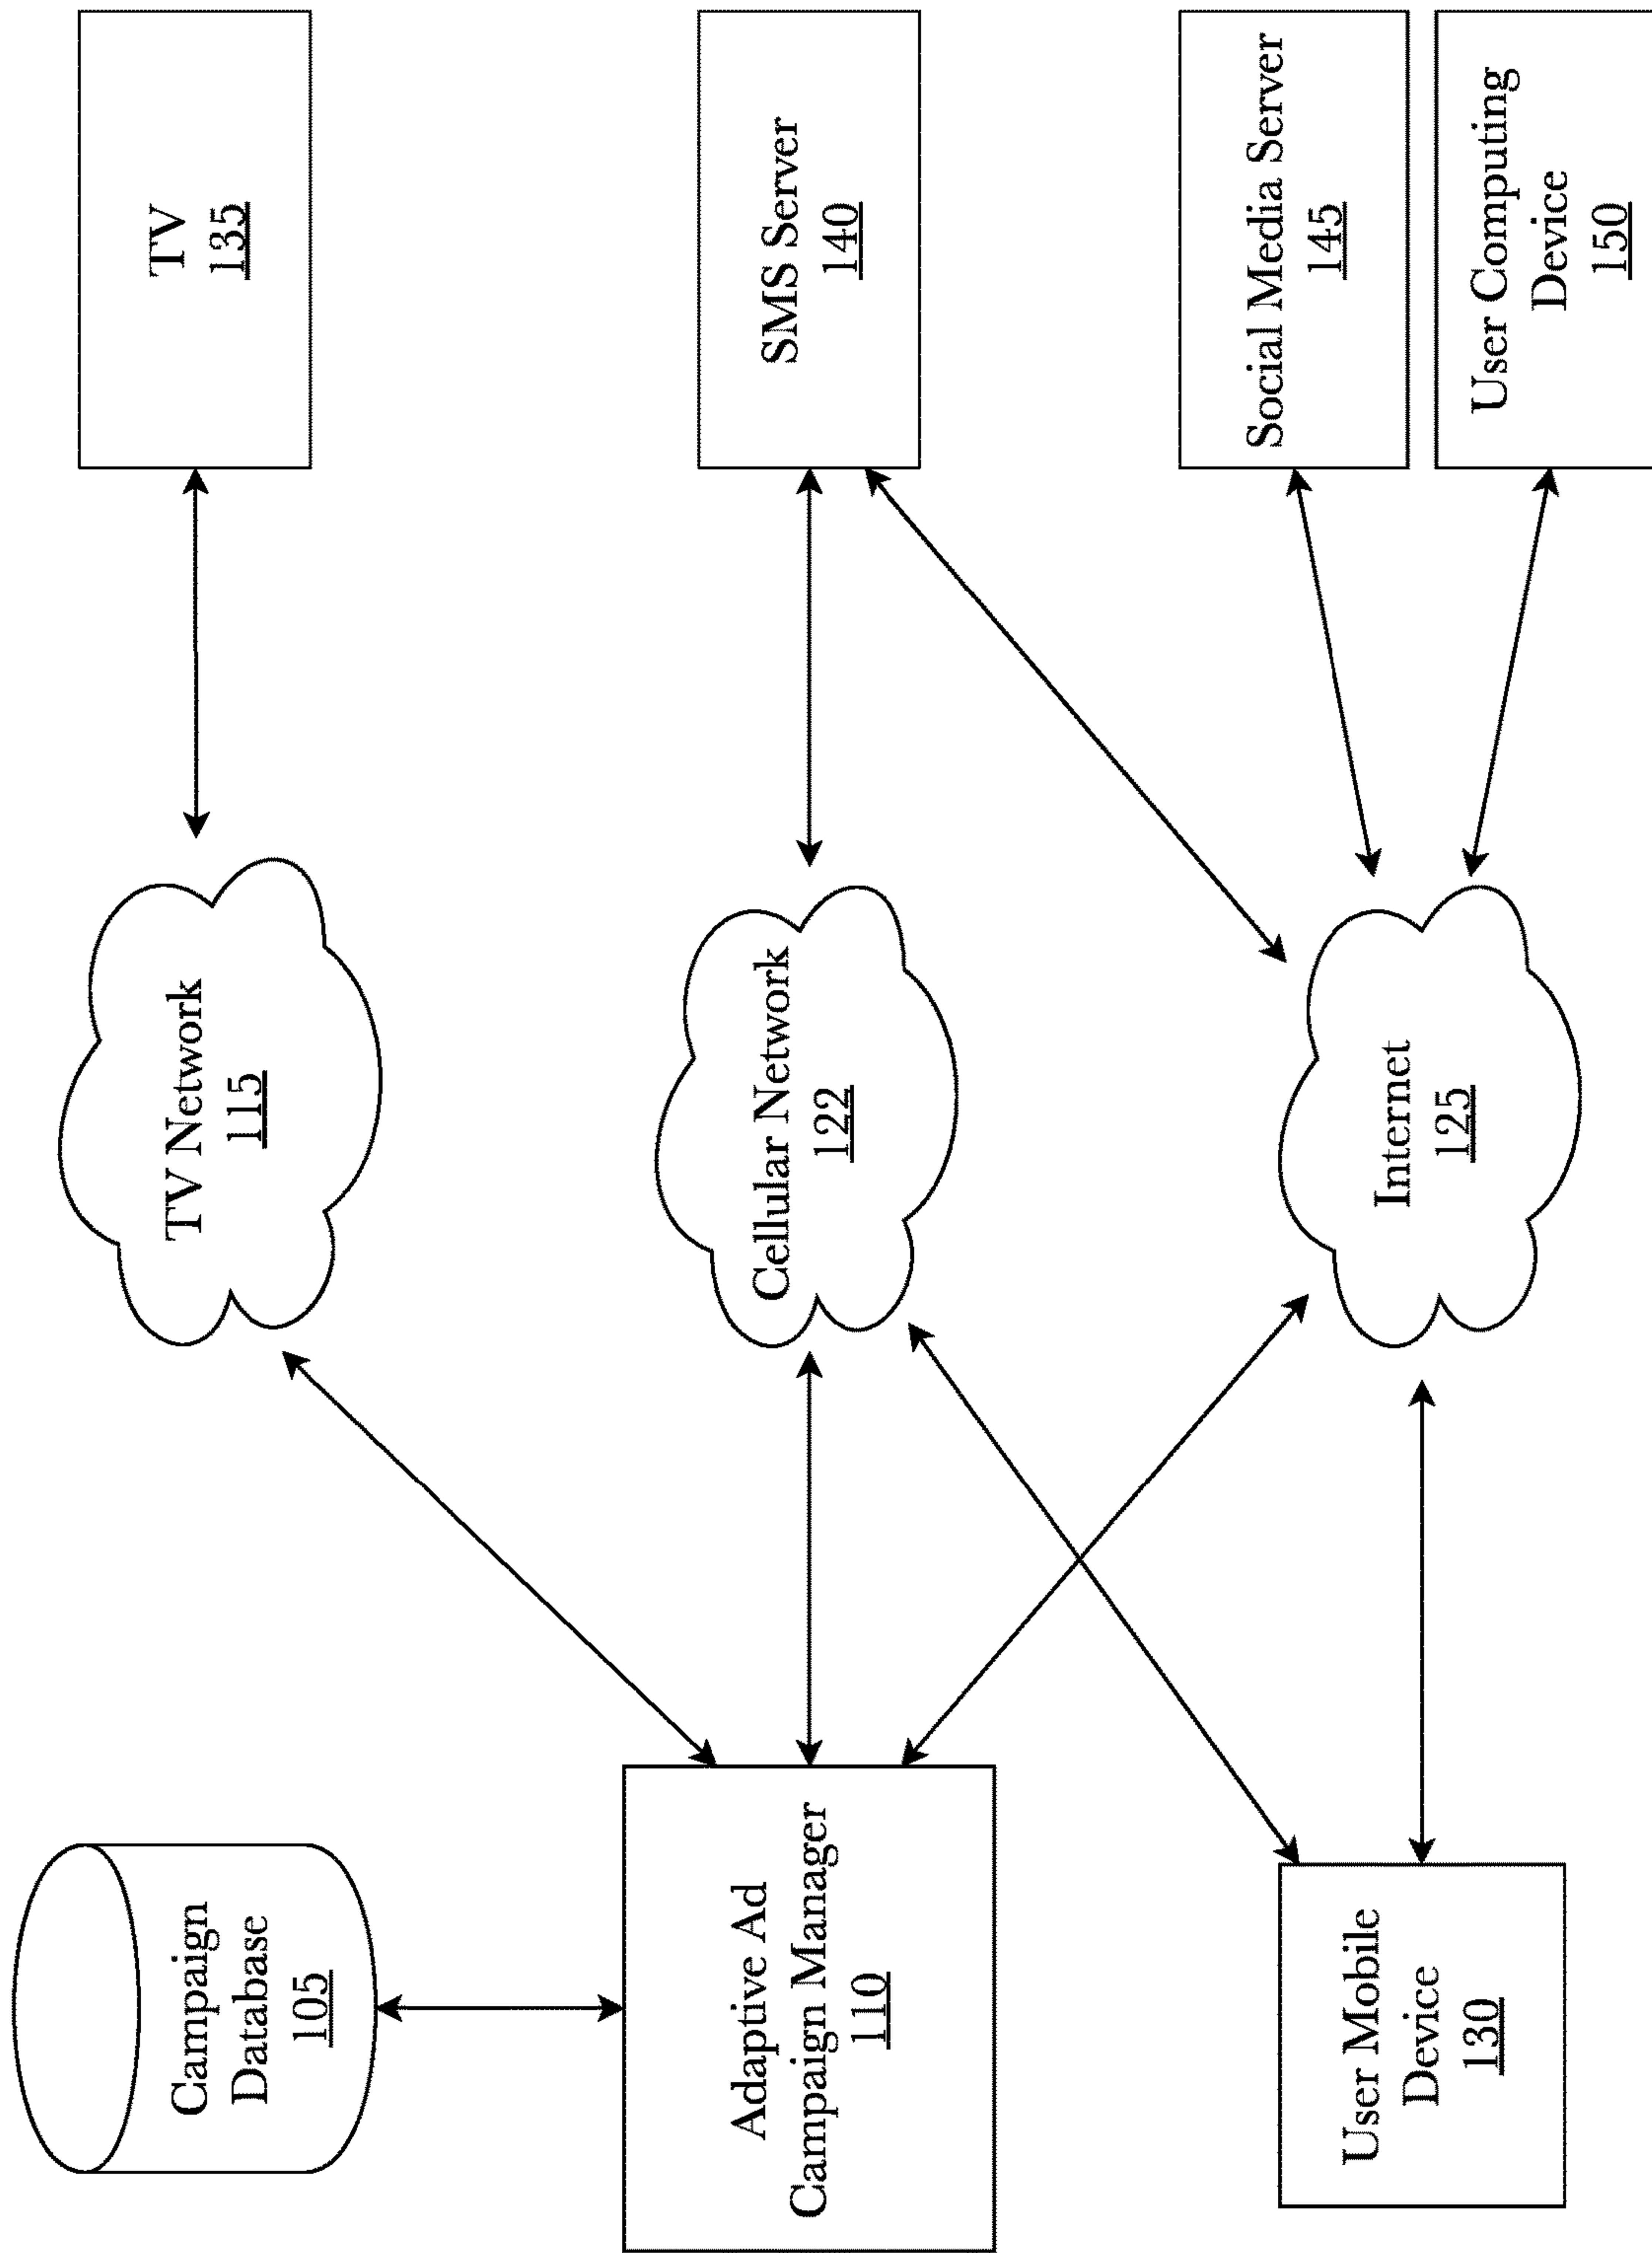 Campaign
Database
105
TV Network
115
TV
135
Adaptive Ad
Campaign Manager
110
Cellular Network
122
SMS Server
140
User Mobile
Device
130
Internet
125
Social Media Server
145
User Computing
Device
150